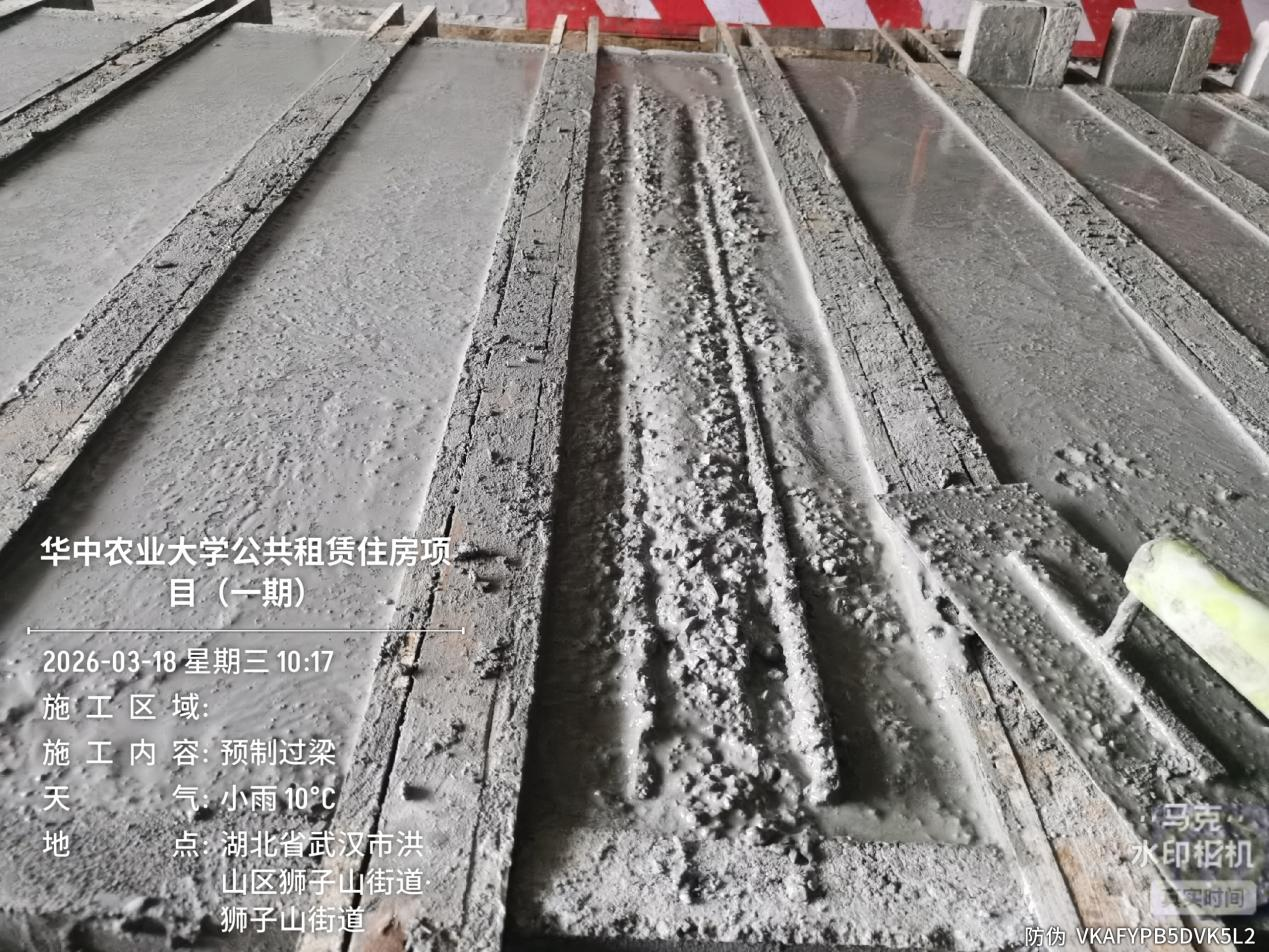 华中农业大学公共租赁住房项
目（一期）
2026-03-18 星期三 10:17
施工区域:
施工内容: 预制过梁
天气: 小雨 10°C
地点: 湖北省武汉市洪
山区狮子山街道·
狮子山街道
马克
水印相机
真实时间
防伪 VKAFYPB5DVK5L2